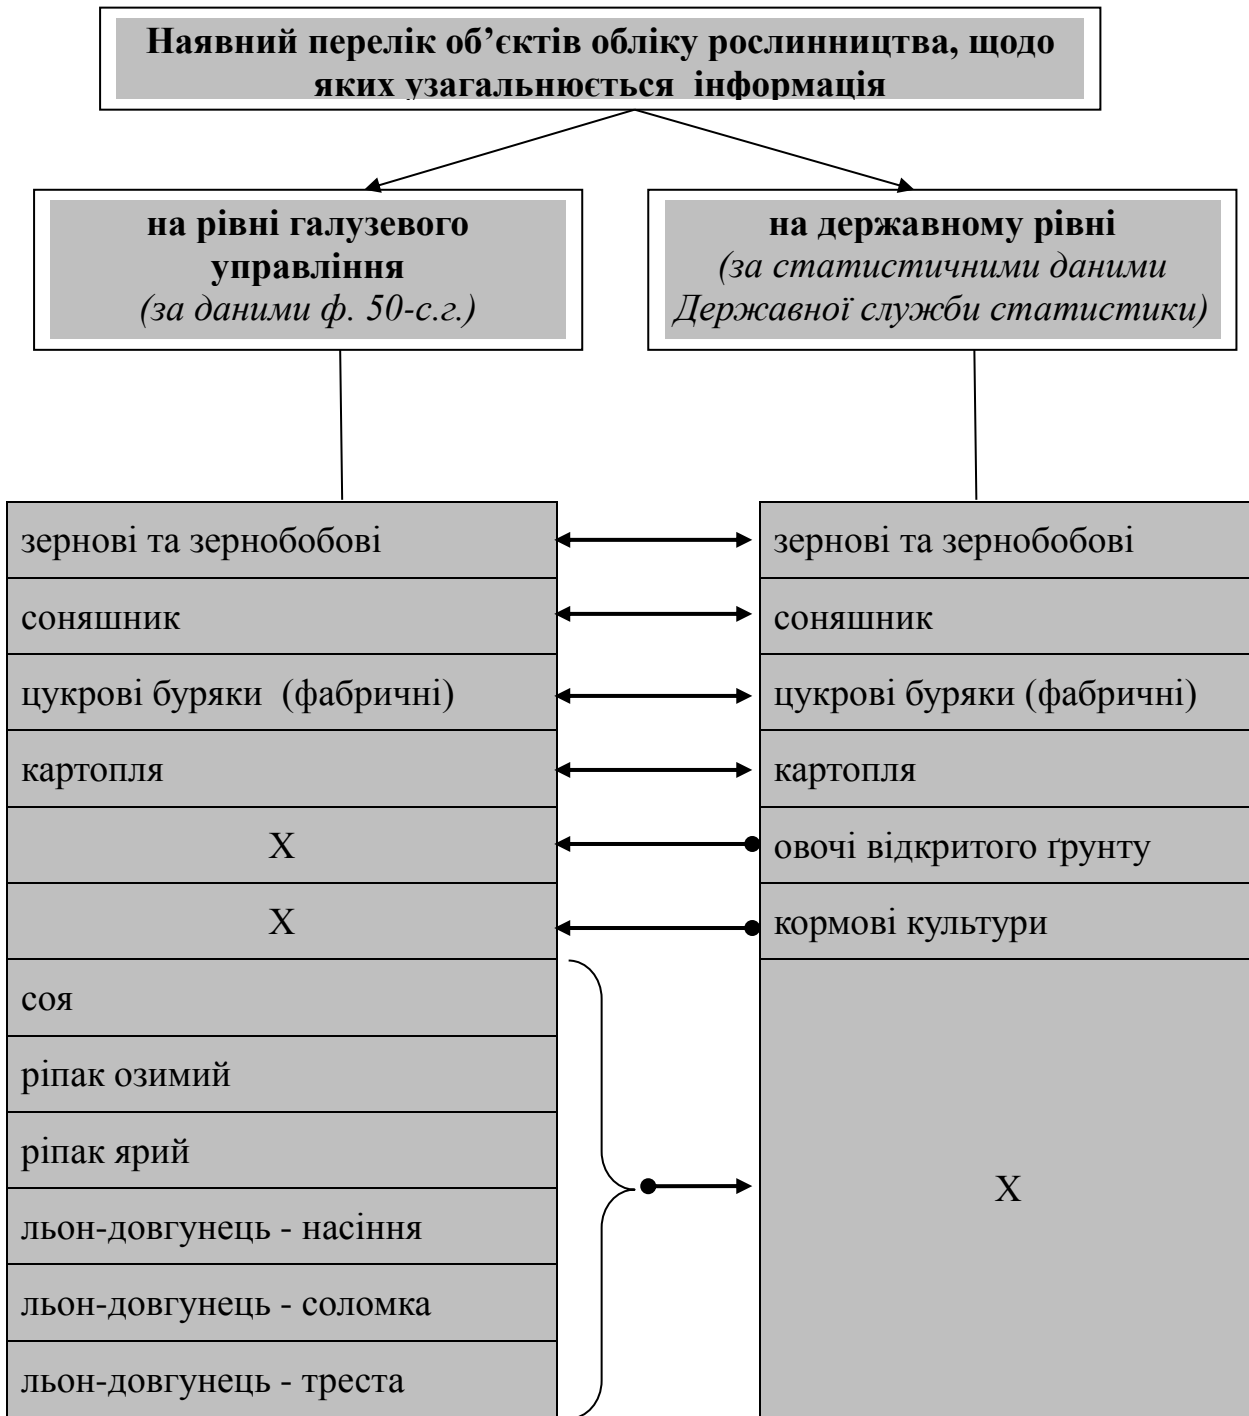 Наявний перелік об’єктів обліку рослинництва, щодо
яких узагальнюється інформація
на рівні галузевого
управління
(за даними ф. 50-с.г.)
на державному рівні
(за статистичними даними
Державної служби статистики)
зернові та зернобобові
зернові та зернобобові
соняшник
соняшник
цукрові буряки (фабричні)
цукрові буряки (фабричні)
картопля
картопля
Х
овочі відкритого ґрунту
Х
кормові культури
соя
ріпак озимий
ріпак ярий
Х
льон-довгунець - насіння
льон-довгунець - соломка
льон-довгунець - треста